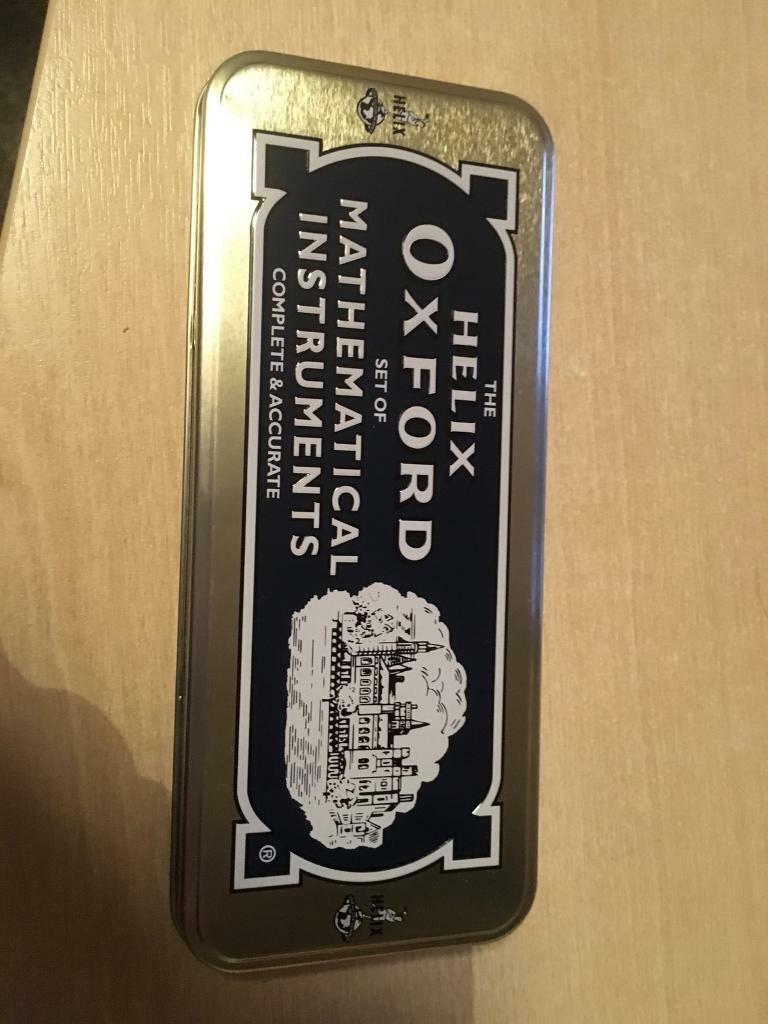 HELIX
THE
HELIX
OXFORD
SET OF
MATHEMATICAL
INSTRUMENTS
COMPLETE & ACCURATE
®
HELIX